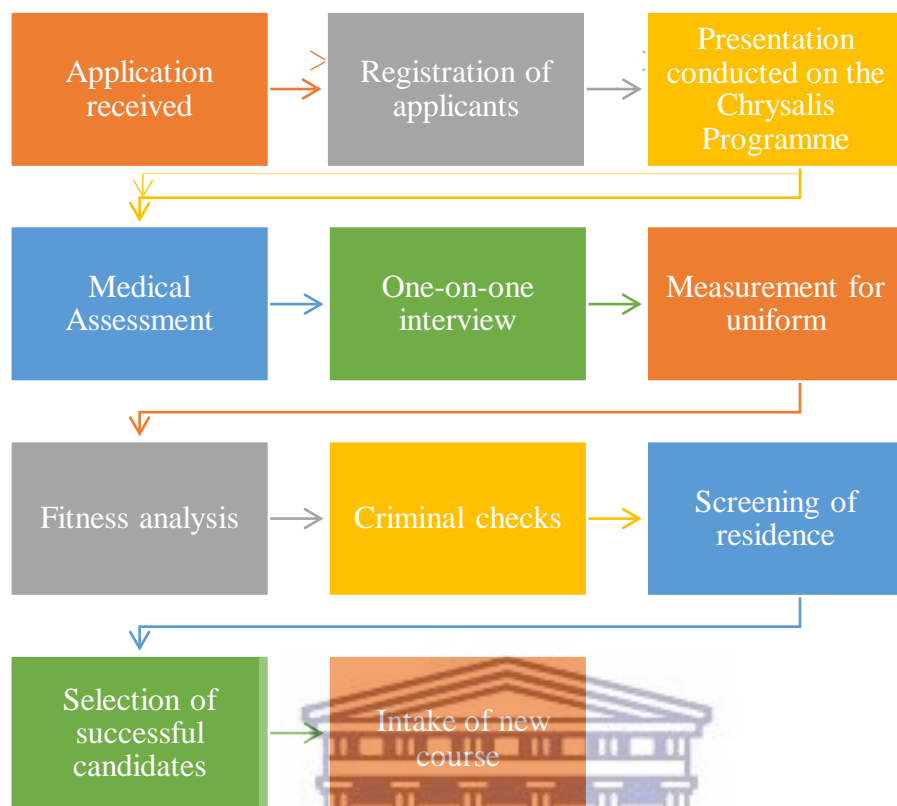 Application
received
Registration of
applicants
Presentation
conducted on the
Chrysalis
Programme
Medical
Assessment
One-on-one
interview
Measurement for
uniform
Fitness analysis
Criminal checks
Screening of
residence
Selection of
successful
candidates
Intake of new
course